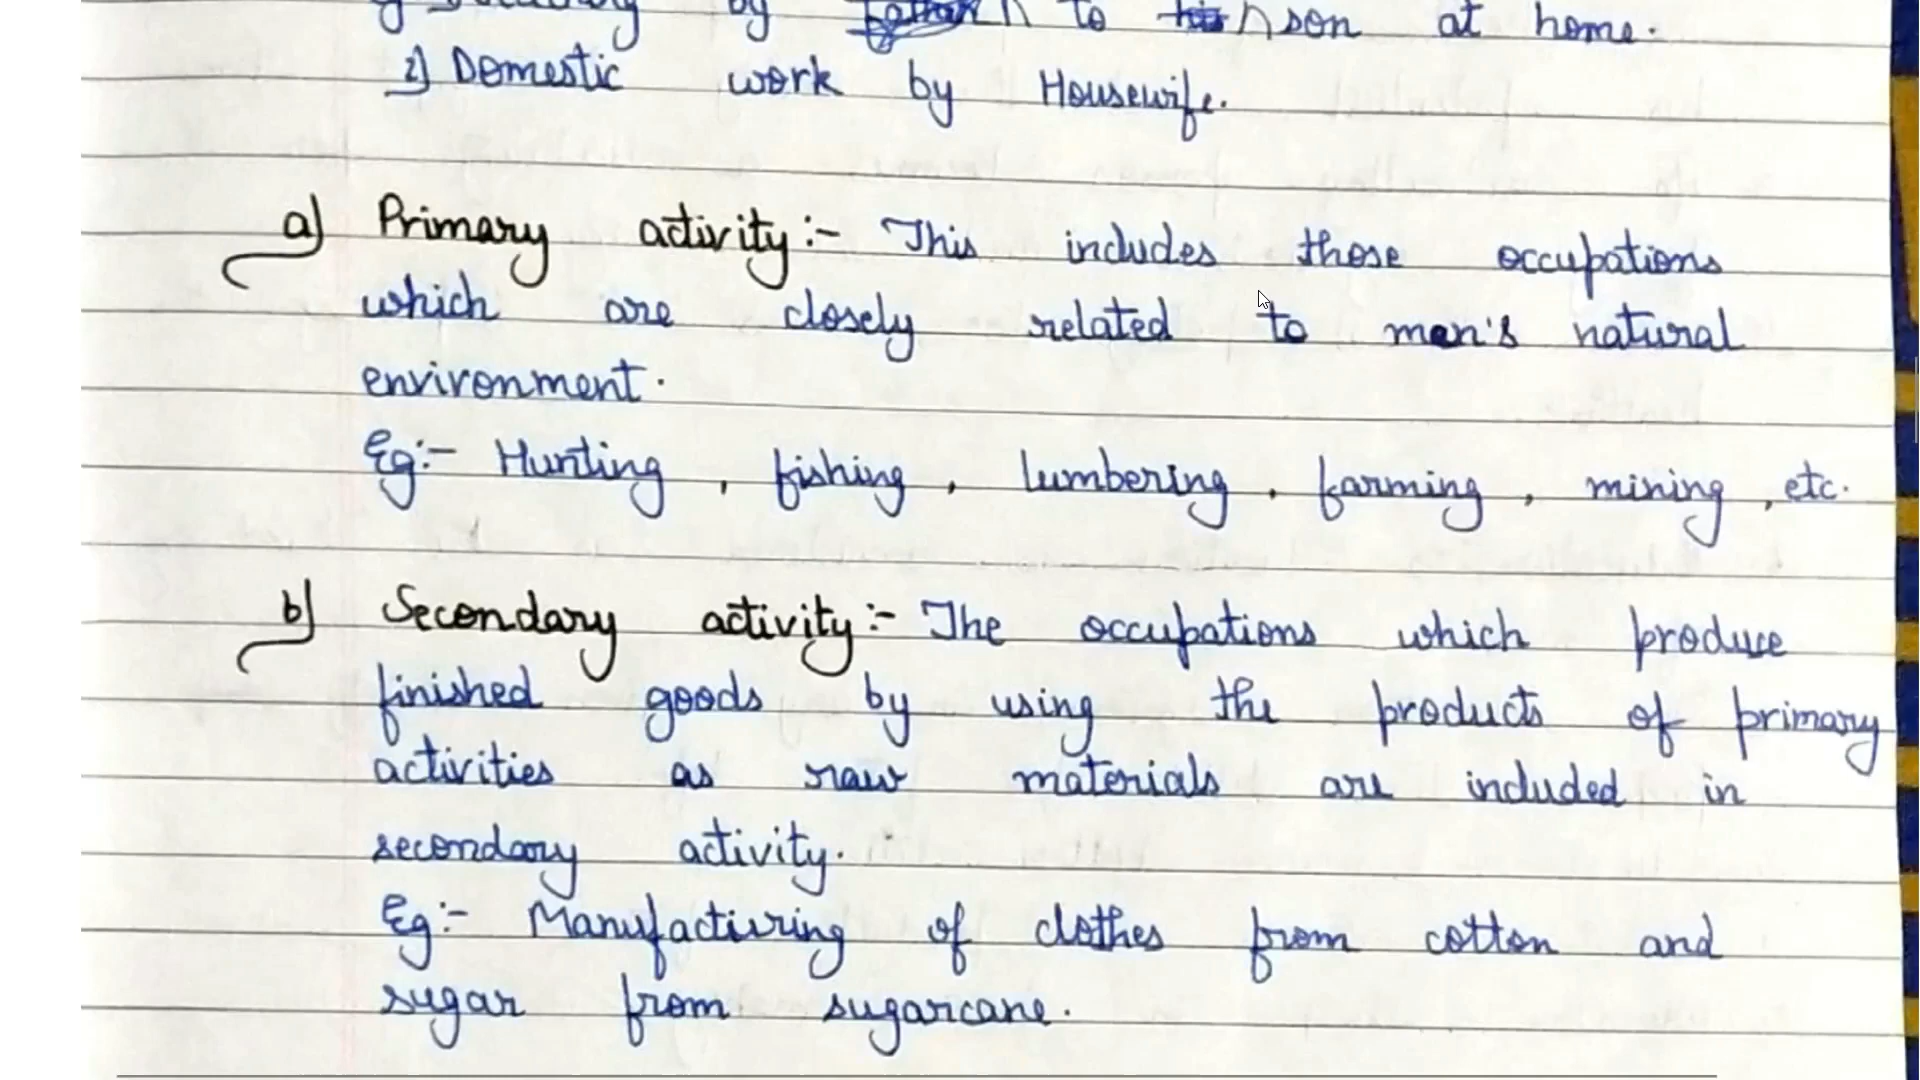 by to son at home.
2) Domestic work by Housewife.
a) Primary activity :- This includes those occupations
which are closely related to men's natural
environment.
Eg:- Hunting , fishing , lumbering , farming , mining , etc.
b) Secondary activity :- The occupations which produce
finished goods by using the products of primary
activities as raw materials are included in
secondary activity.
Eg:- Manufacturing of clothes from cotton and
sugar from sugarcane.